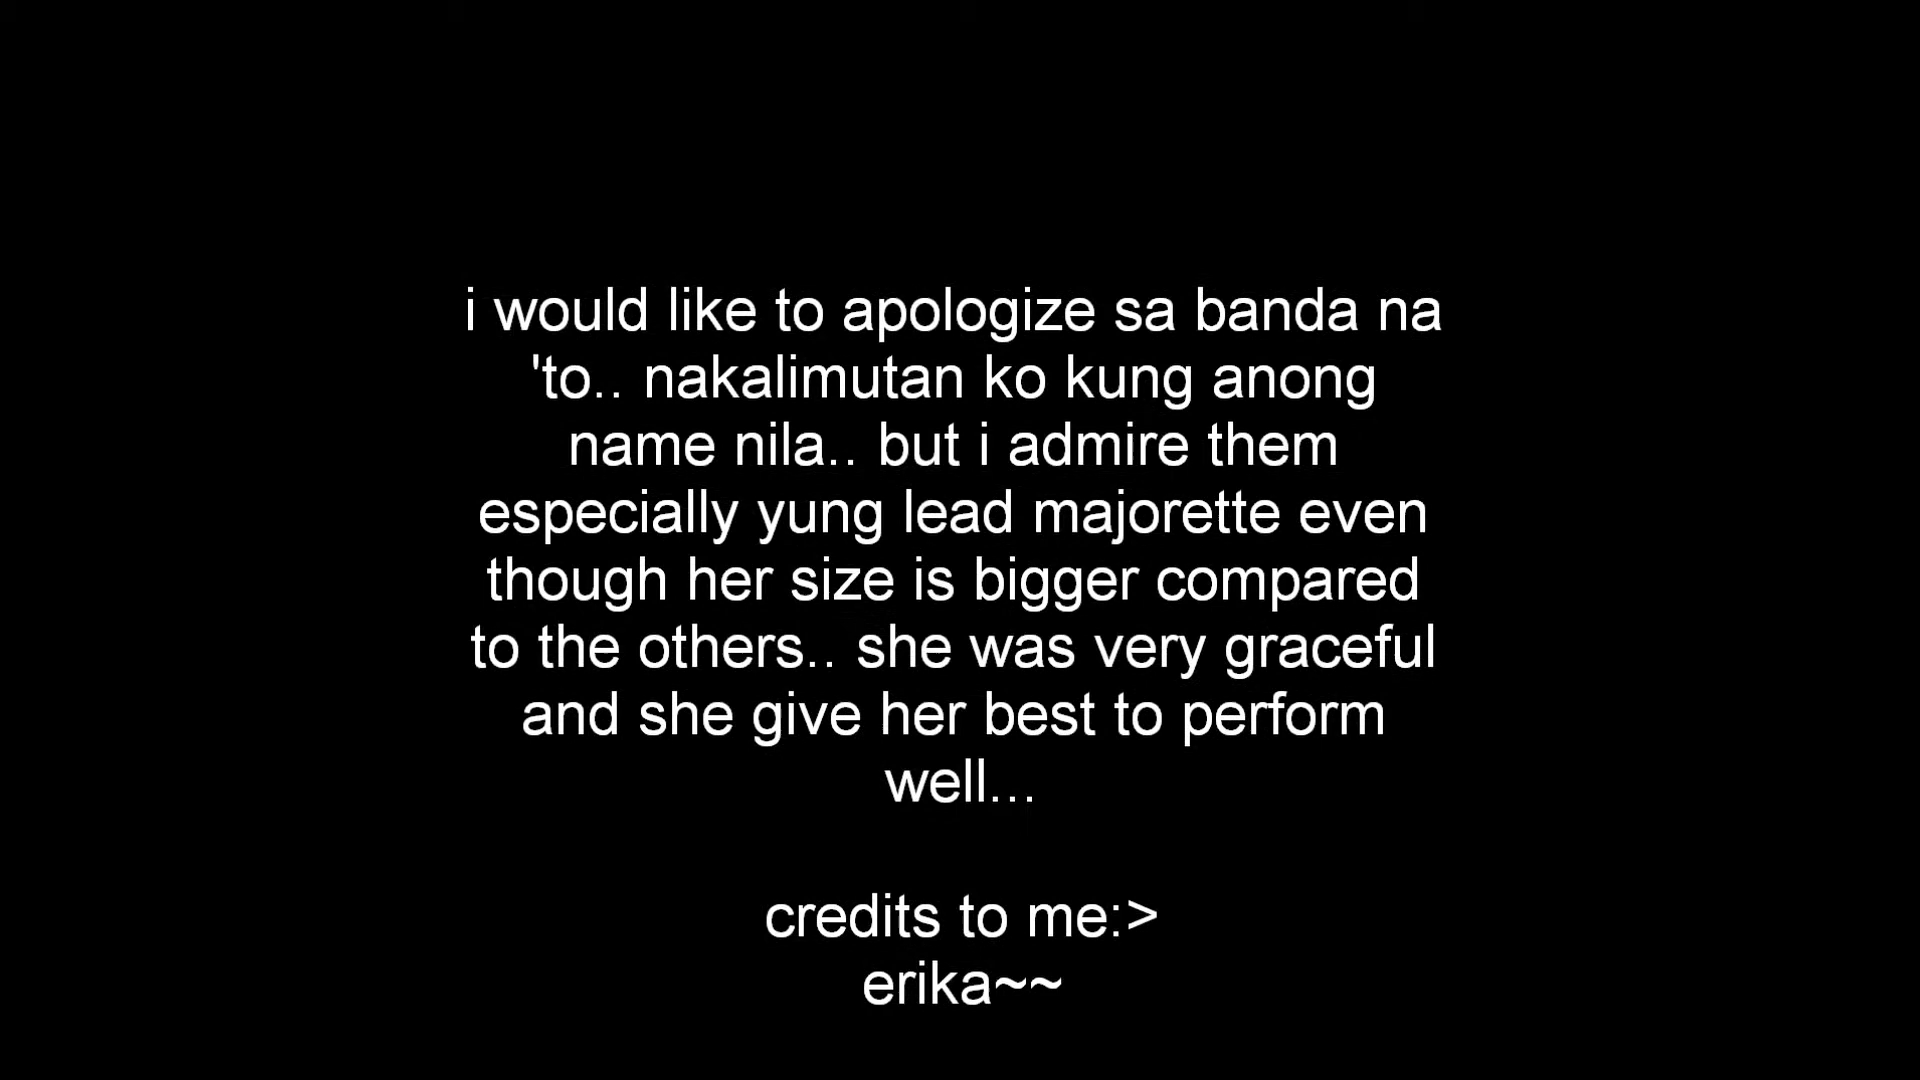 i would like to apologize sa banda na
'to.. nakalimutan ko kung anong
name nila.. but i admire them
especially yung lead majorette even
though her size is bigger compared
to the others.. she was very graceful
and she give her best to perform
well...
credits to me:>
erika~~